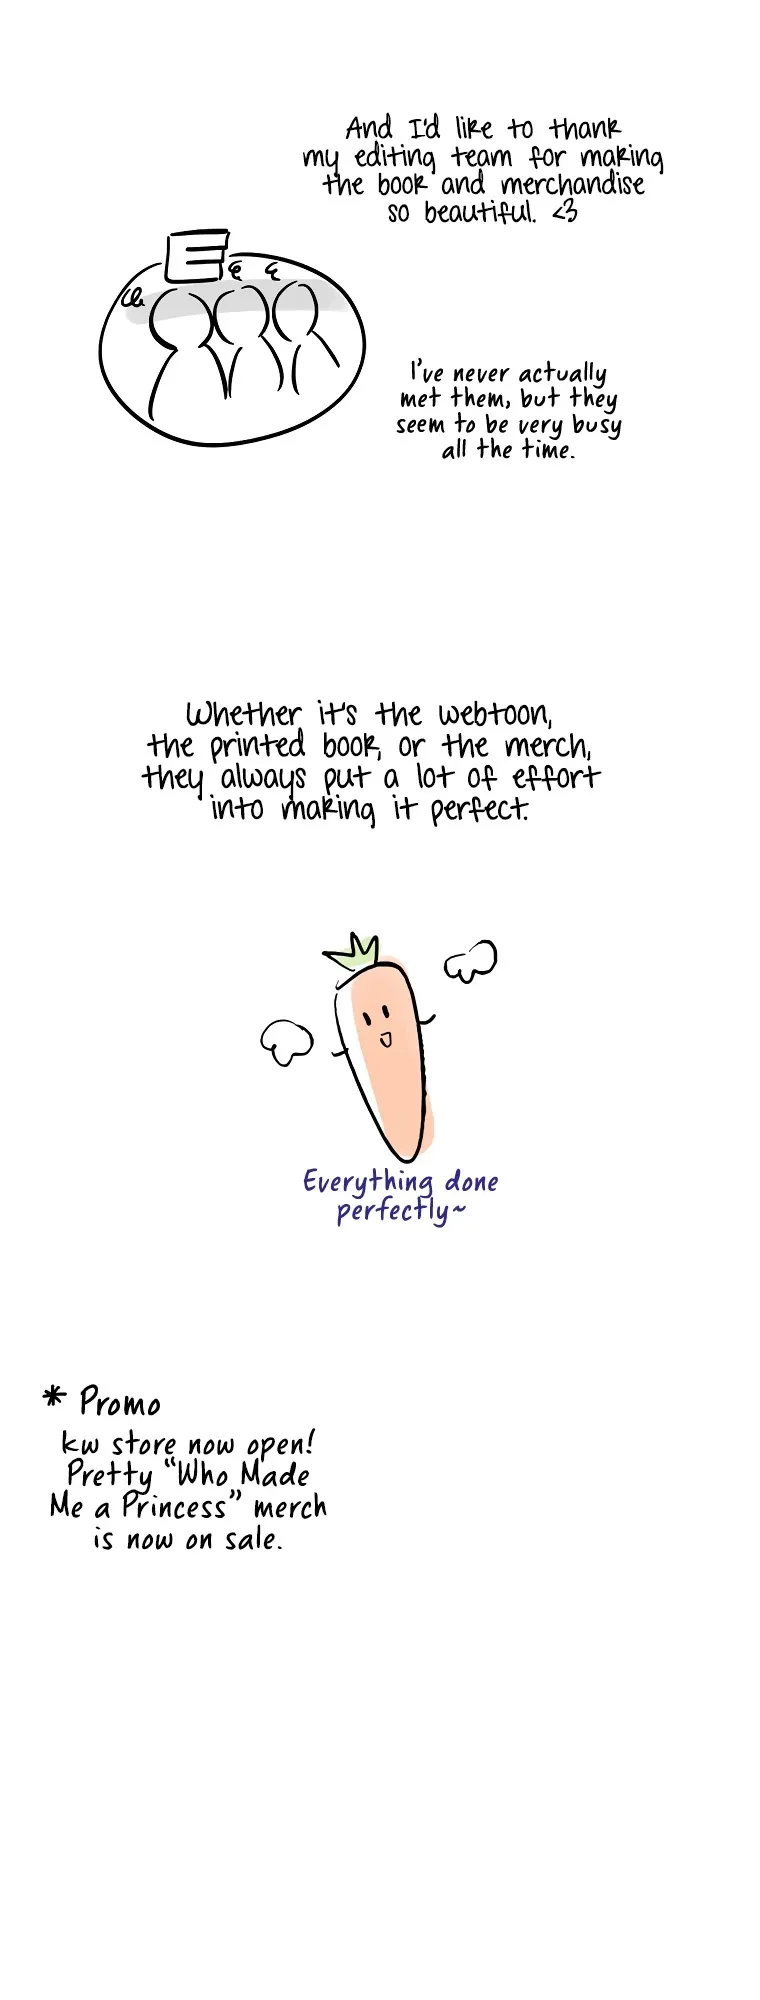 And I'd like to thank
my editing team for making
the book and merchandise
so beautiful. <3
I've never actually
met them, but they
seem to be very busy
all the time.
Whether it's the webtoon,
the printed book, or the merch,
they always put a lot of effort
into making it perfect.
Everything done
perfectly~
* Promo
kw store now open!
Pretty “Who Made
Me a Princess” merch
is now on sale.